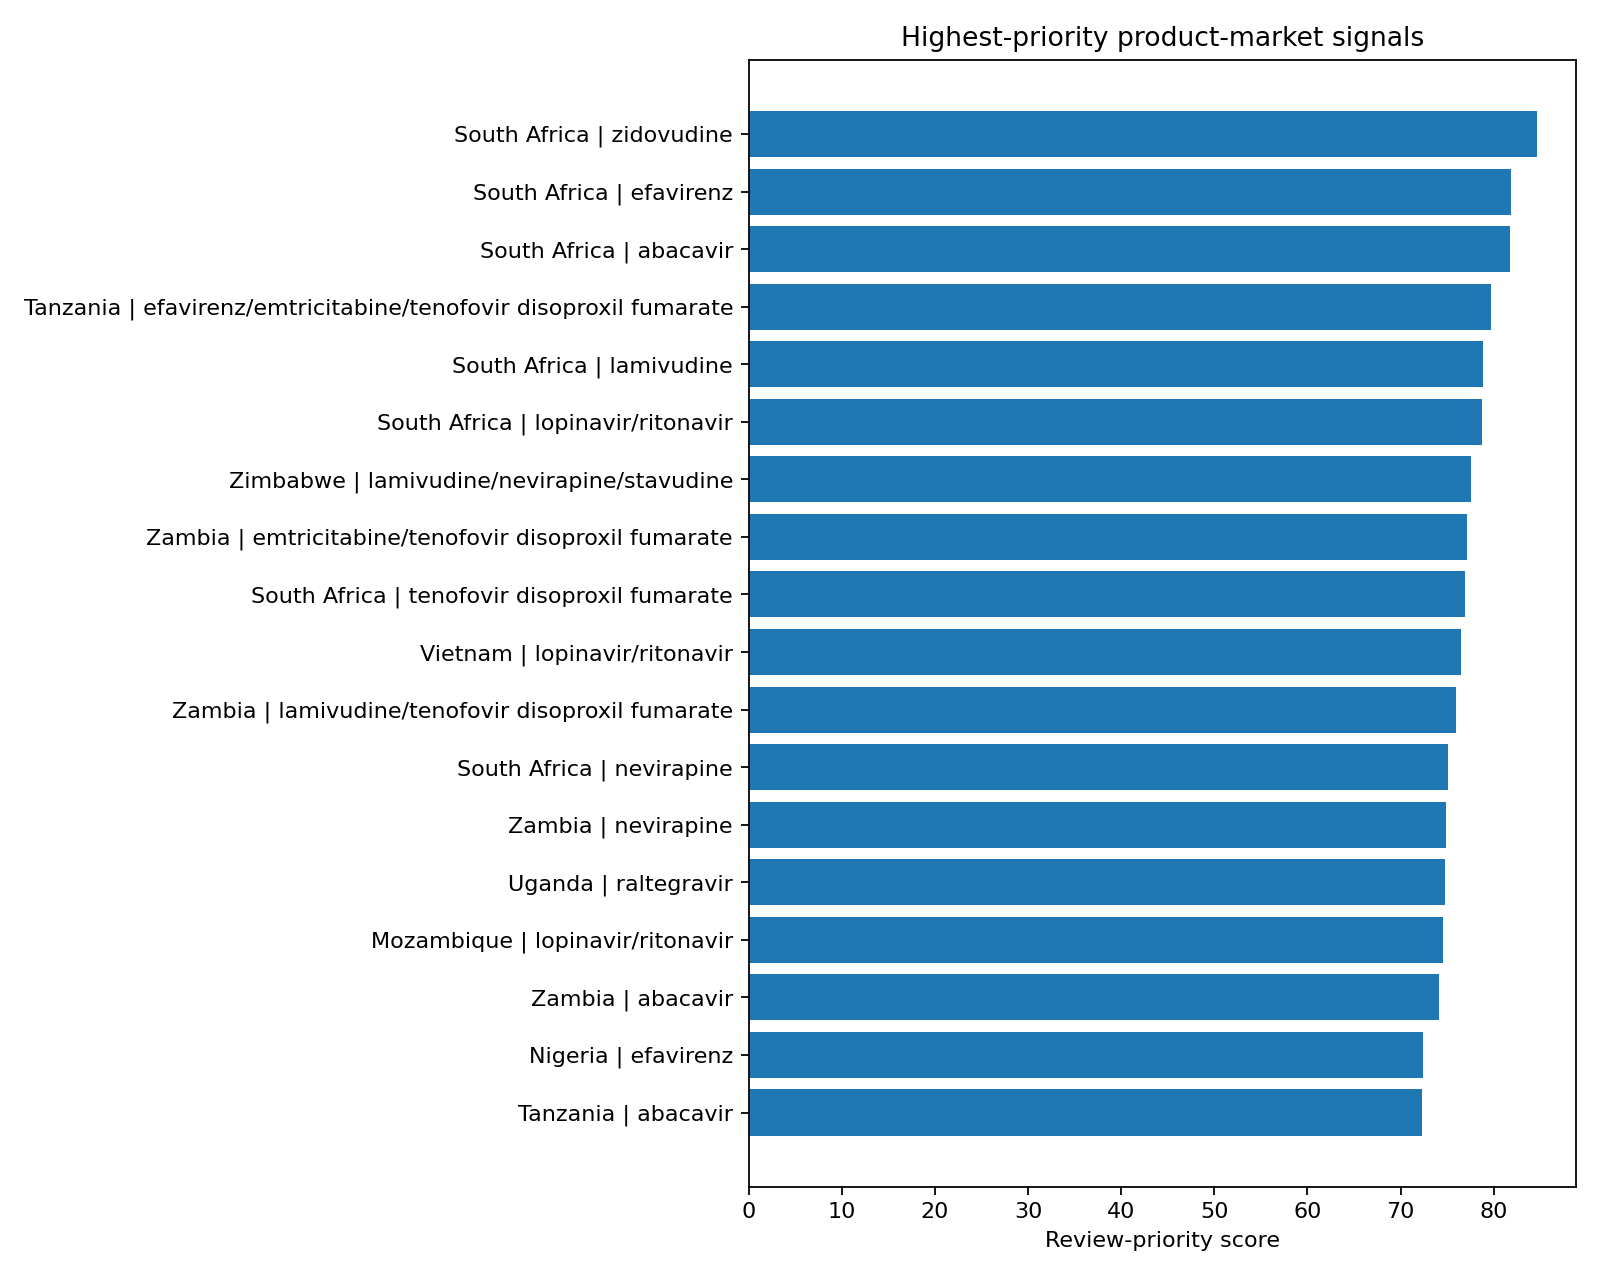 Highest-priority product-market signals
South Africa | zidovudine
South Africa | efavirenz
South Africa | abacavir
Tanzania | efavirenz/emtricitabine/tenofovir disoproxil fumarate
South Africa | lamivudine
South Africa | lopinavir/ritonavir
Zimbabwe | lamivudine/nevirapine/stavudine
Zambia | emtricitabine/tenofovir disoproxil fumarate
South Africa | tenofovir disoproxil fumarate
Vietnam | lopinavir/ritonavir
Zambia | lamivudine/tenofovir disoproxil fumarate
South Africa | nevirapine
Zambia | nevirapine
Uganda | raltegravir
Mozambique | lopinavir/ritonavir
Zambia | abacavir
Nigeria | efavirenz
Tanzania | abacavir
0 10 20 30 40 50 60 70 80
Review-priority score